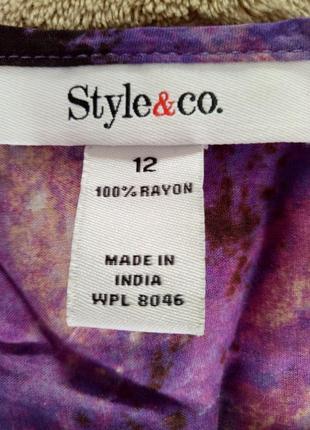 Style&co.
12
100% RAYON
MADE IN
INDIA
WPL 8046